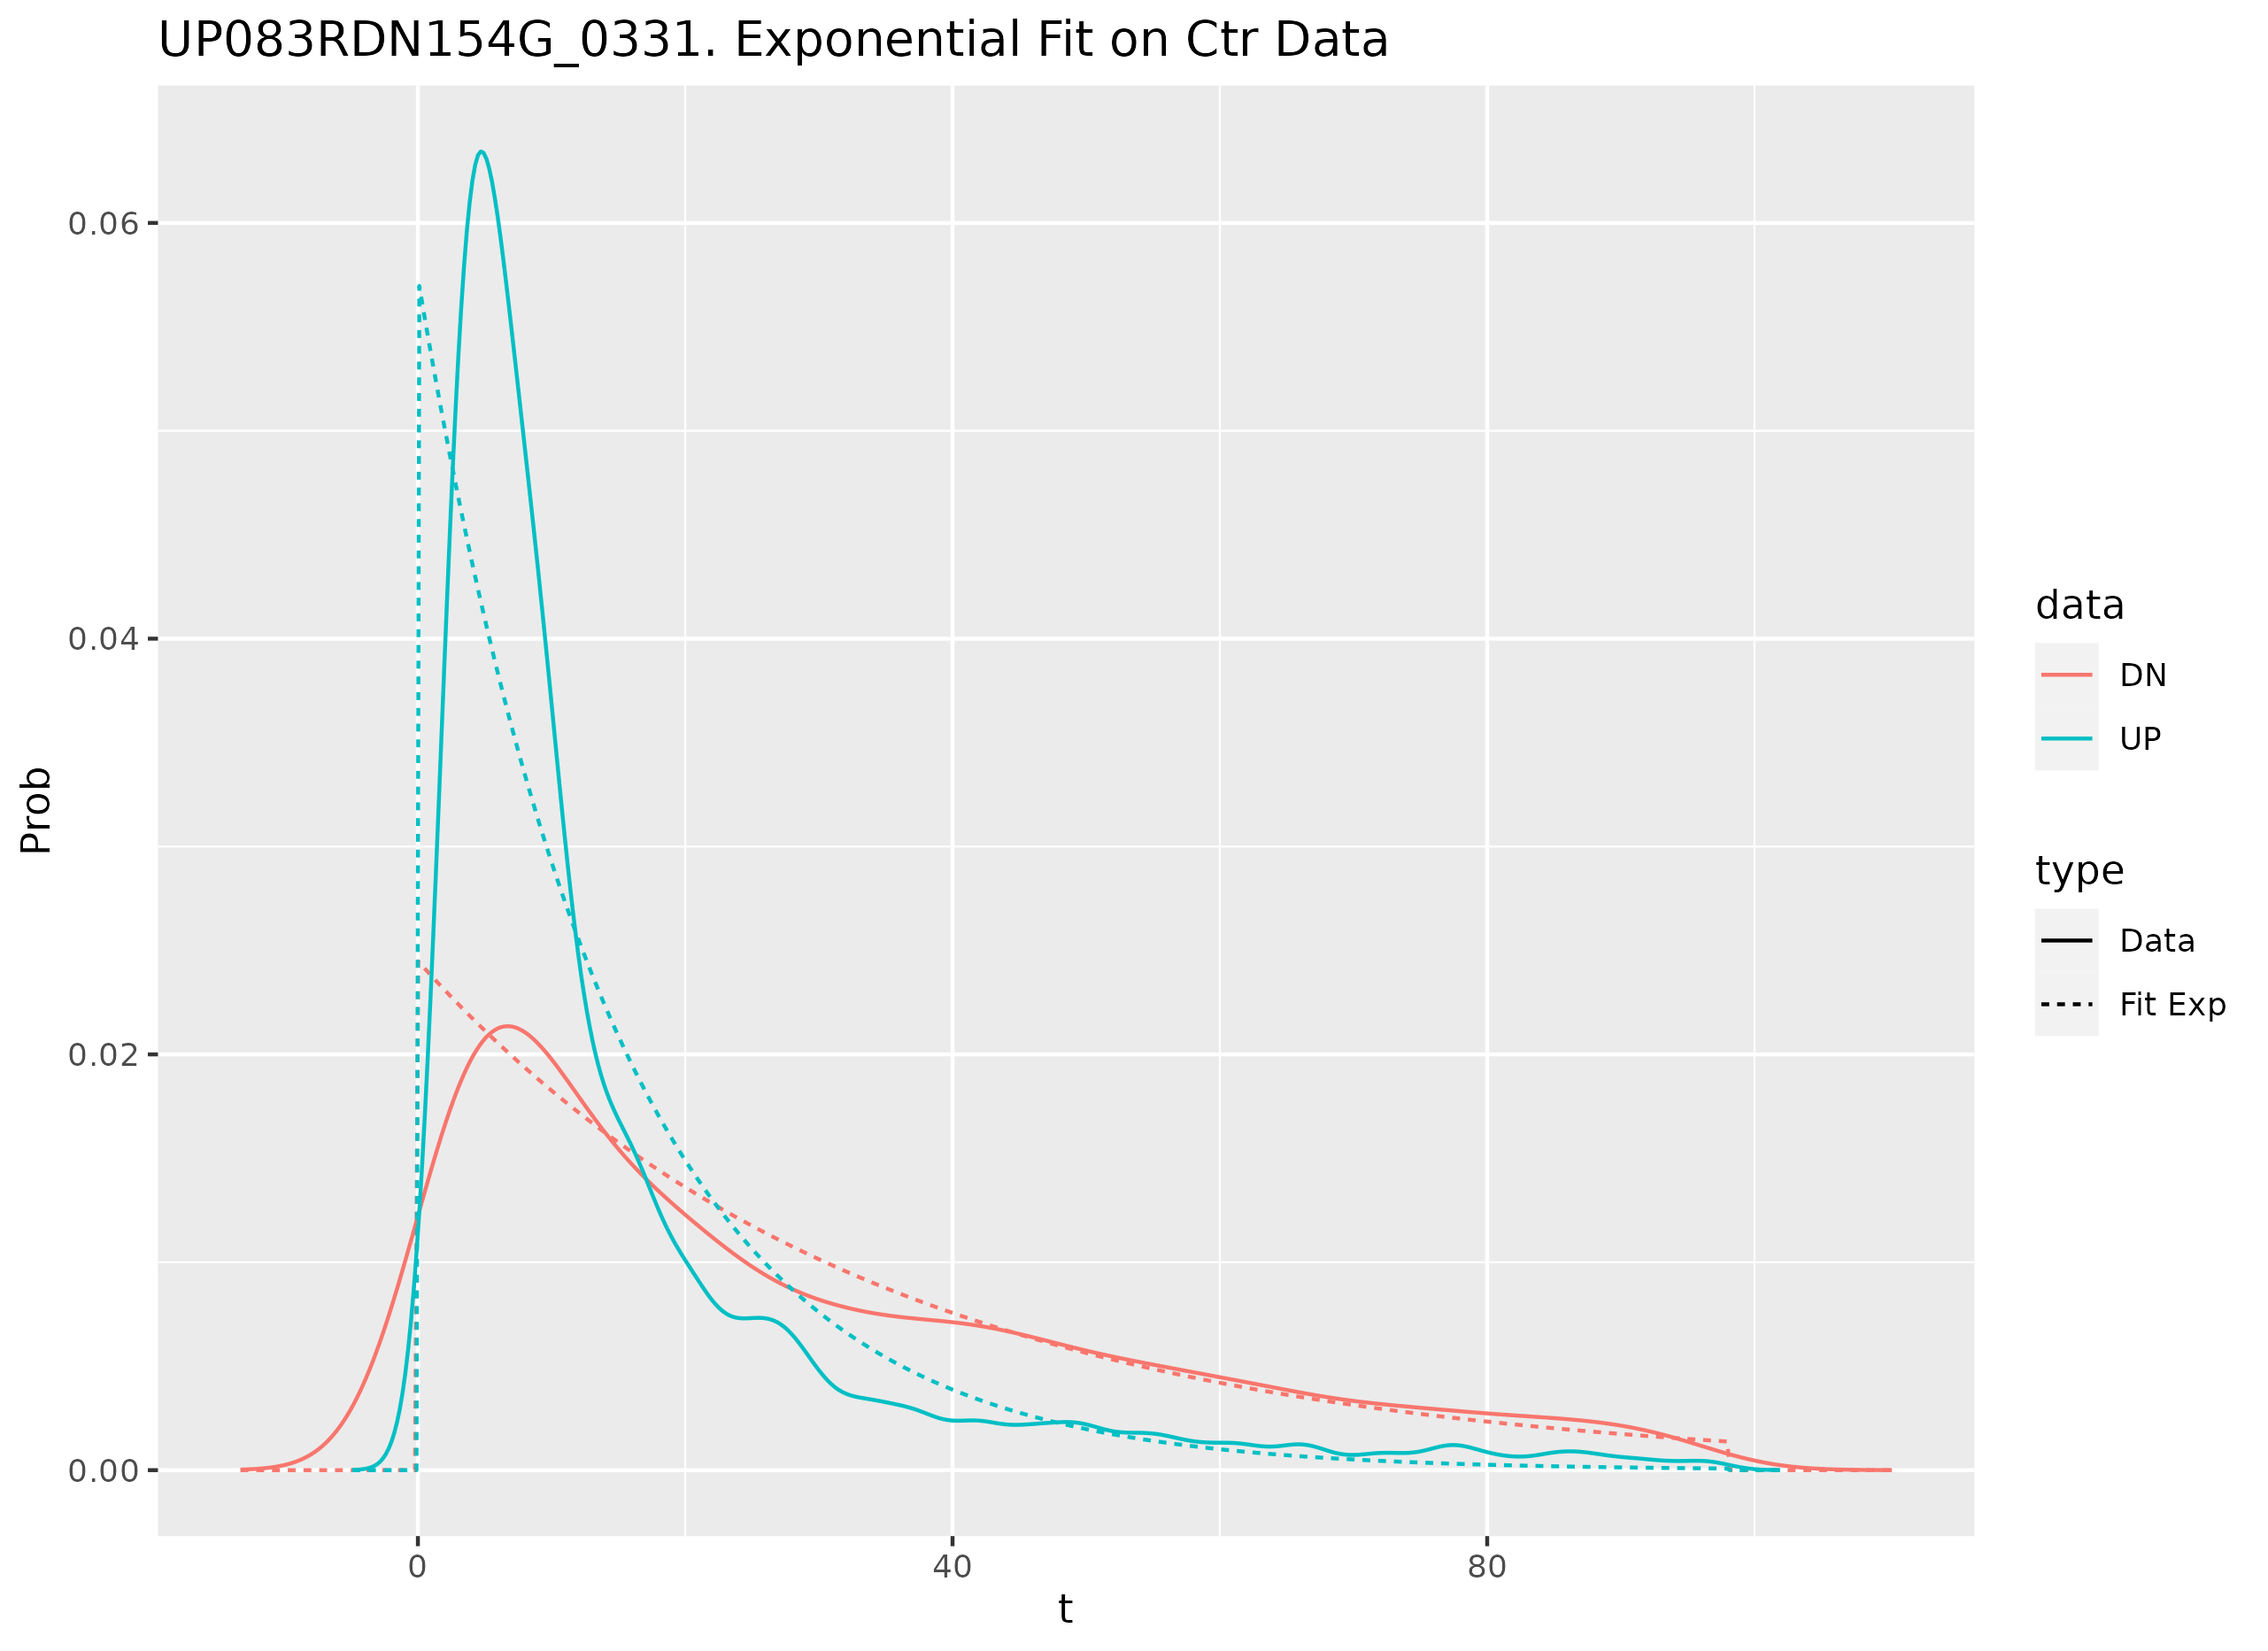 UP083RDN154G_0331. Exponential Fit on Ctr Data
0.06
0.04
0.02
0.00
Prob
0
40
80
t
data
DN
UP
type
Data
Fit Exp